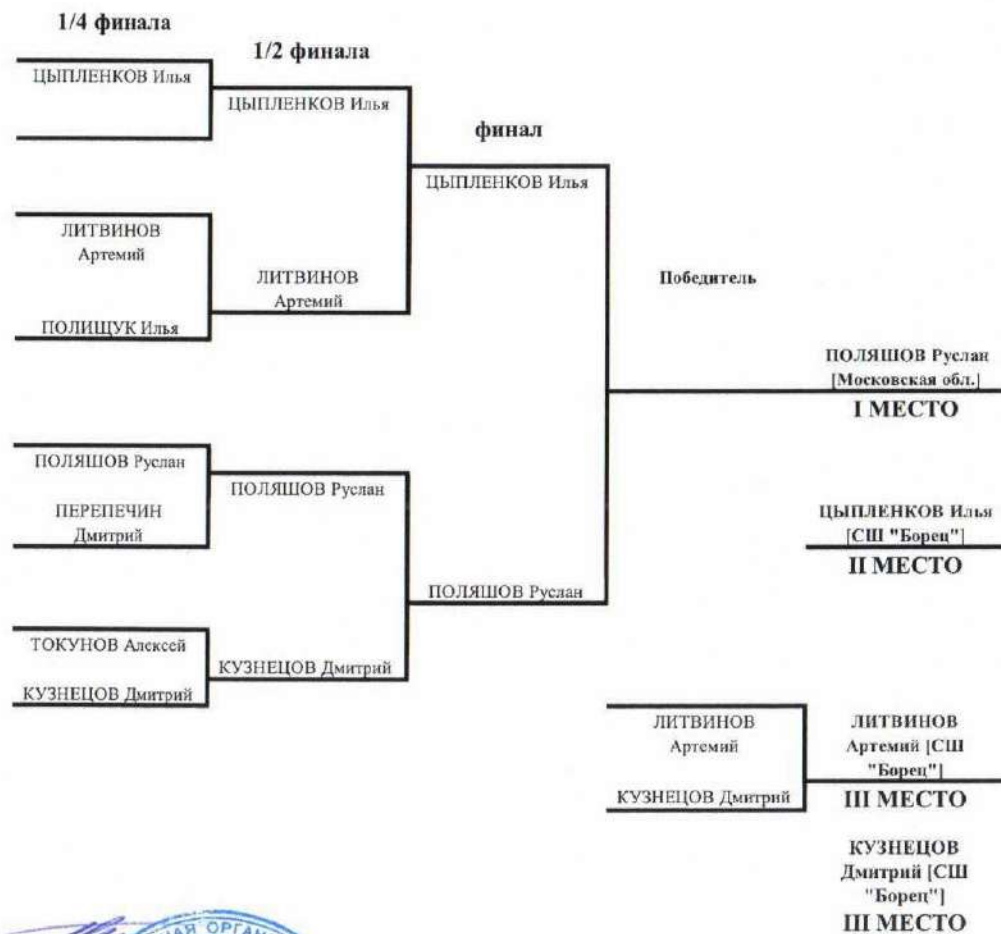 1/4 финала
1/2 финала
финал
Победитель
ЦЫПЛЕНКОВ Илья
ЦЫПЛЕНКОВ Илья
ЦЫПЛЕНКОВ Илья
ЛИТВИНОВ
Артемий
ПОЛИЩУК Илья
ЛИТВИНОВ
Артемий
ПОЛЯШОВ Руслан
[Московская обл.]
I МЕСТО
ПОЛЯШОВ Руслан
ПЕРЕПЕЧИН
Дмитрий
ПОЛЯШОВ Руслан
ЦЫПЛЕНКОВ Илья
[СШ "Борец"]
II МЕСТО
ПОЛЯШОВ Руслан
ТОКУНОВ Алексей
КУЗНЕЦОВ Дмитрий
КУЗНЕЦОВ Дмитрий
ЛИТВИНОВ
Артемий
КУЗНЕЦОВ Дмитрий
ЛИТВИНОВ
Артемий [СШ
"Борец"]
III МЕСТО
КУЗНЕЦОВ
Дмитрий [СШ
"Борец"]
III МЕСТО